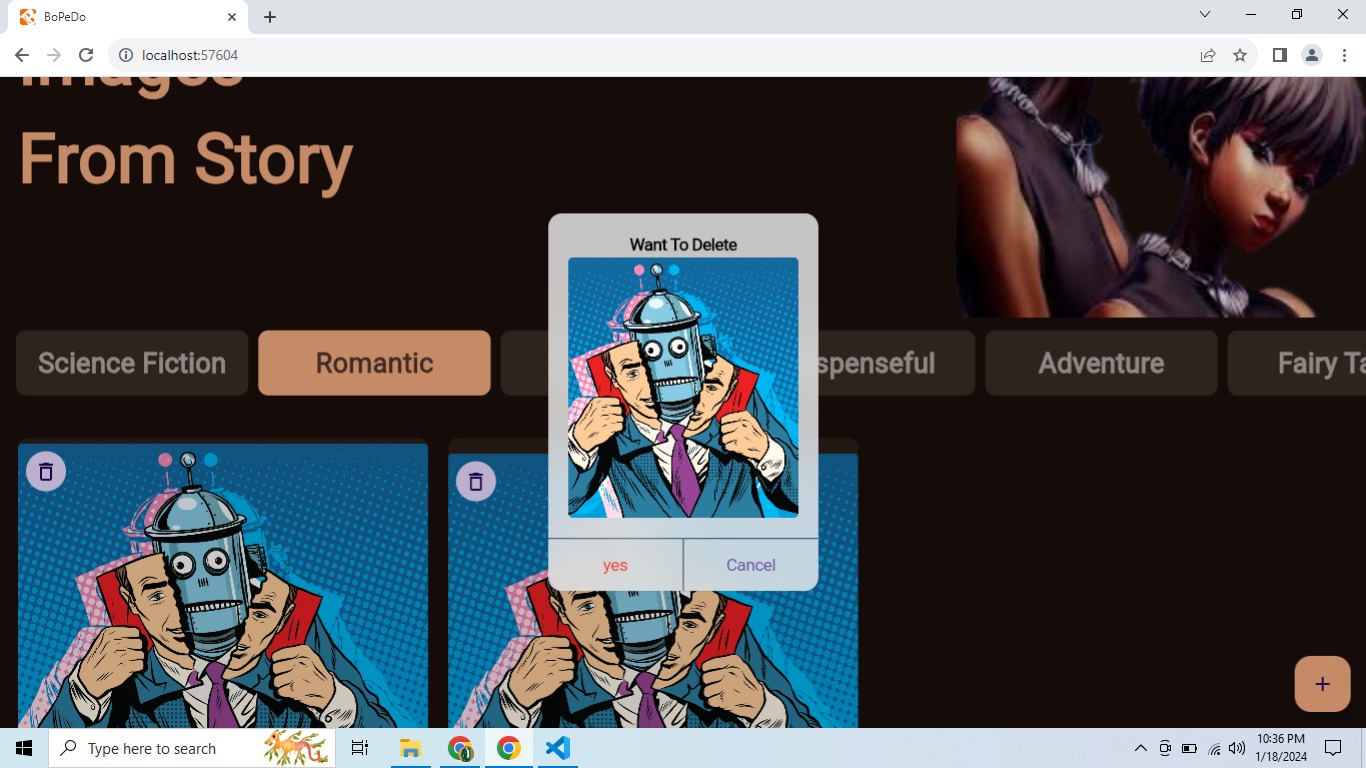 BoPeDo
localhost:57604
Images
From Story
Want To Delete
Science Fiction
Romantic
spenseful
Adventure
Fairy Ta
yes
Cancel
Type here to search
10:36 PM
1/18/2024